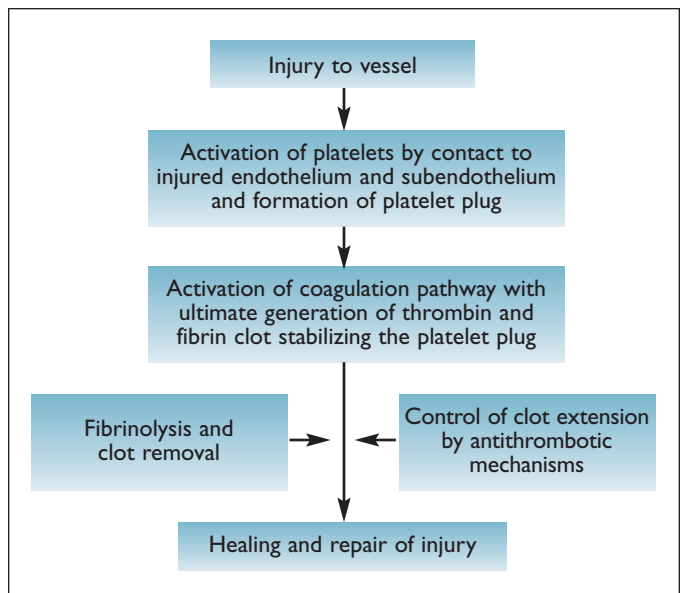 Injury to vessel
Activation of platelets by contact to
injured endothelium and subendothelium
and formation of platelet plug
Activation of coagulation pathway with
ultimate generation of thrombin and
fibrin clot stabilizing the platelet plug
Fibrinolysis and
clot removal
Control of clot extension
by antithrombotic
mechanisms
Healing and repair of injury